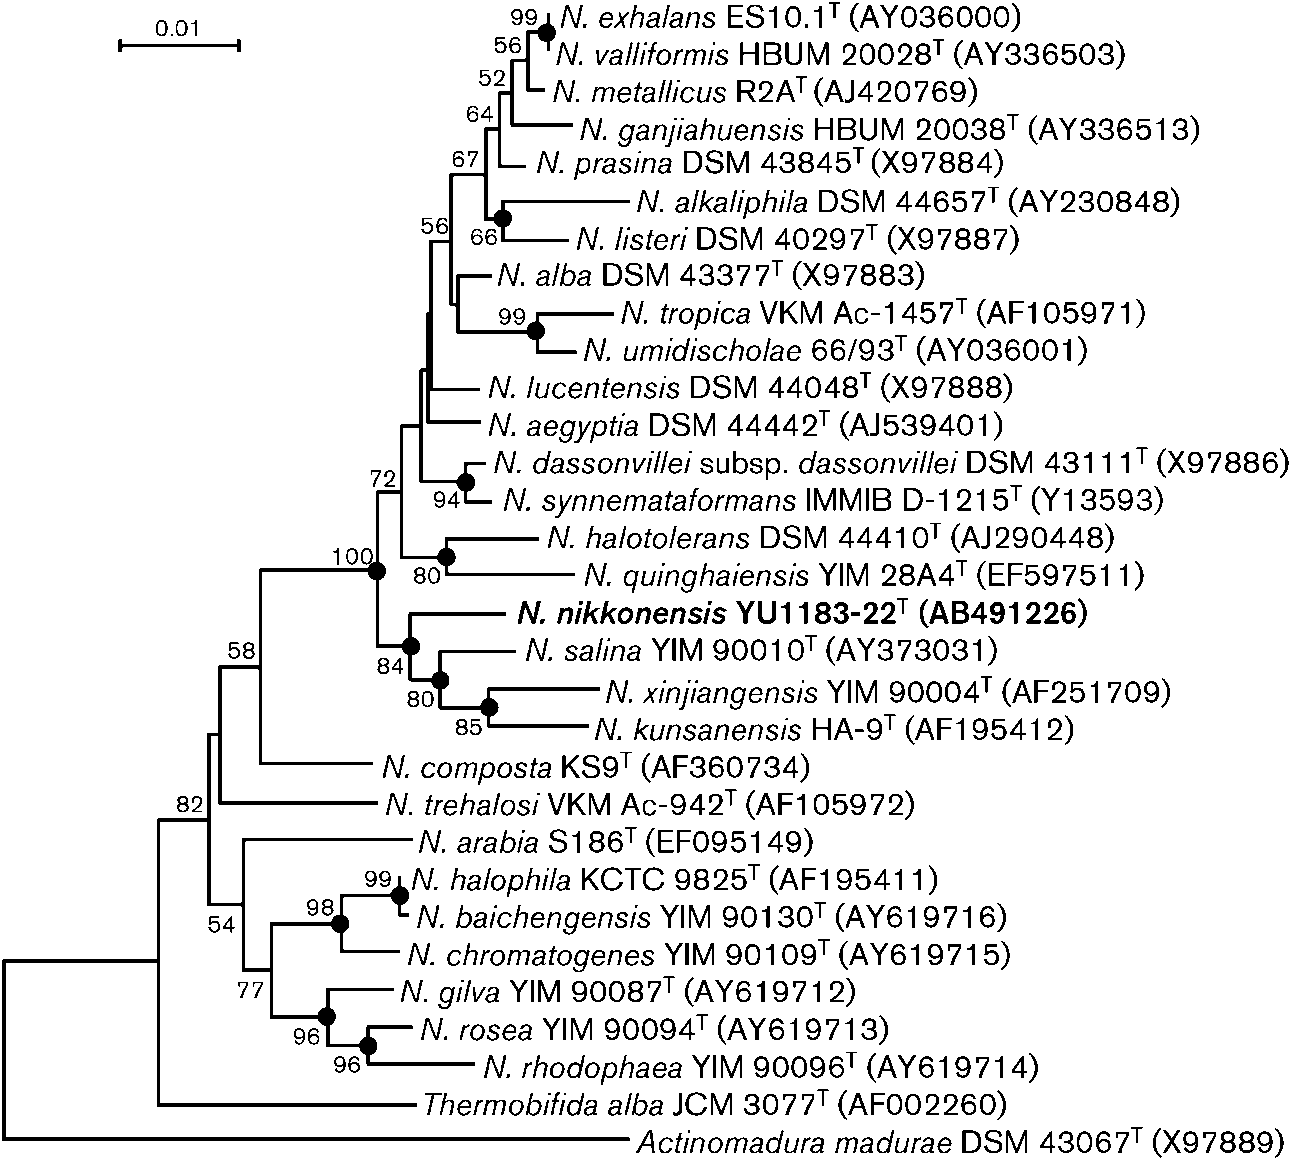 0.01
99
N. exhalans ES10.1T (AY036000)
56
N. valliformis HBUM 20028T (AY336503)
52
N. metallicus R2AT (AJ420769)
64
N. ganjiahuensis HBUM 20038T (AY336513)
67
N. prasina DSM 43845T (X97884)
N. alkaliphila DSM 44657T (AY230848)
56
66
N. listeri DSM 40297T (X97887)
N. alba DSM 43377T (X97883)
99
N. tropica VKM Ac-1457T (AF105971)
N. umidischolae 66/93T (AY036001)
N. lucentensis DSM 44048T (X97888)
N. aegyptia DSM 44442T (AJ539401)
72
N. dassonvillei subsp. dassonvillei DSM 43111T (X97886)
94
N. synnemataformans IMMIB D-1215T (Y13593)
N. halotolerans DSM 44410T (AJ290448)
100
80
N. quinghaiensis YIM 28A4T (EF597511)
N. nikkonensis YU1183-22T (AB491226)
58
84
N. salina YIM 90010T (AY373031)
80
N. xinjiangensis YIM 90004T (AF251709)
85
N. kunsanensis HA-9T (AF195412)
N. composta KS9T (AF360734)
82
N. trehalosi VKM Ac-942T (AF105972)
N. arabia S186T (EF095149)
99
N. halophila KCTC 9825T (AF195411)
98
54
N. baichengensis YIM 90130T (AY619716)
N. chromatogenes YIM 90109T (AY619715)
77
N. gilva YIM 90087T (AY619712)
96
N. rosea YIM 90094T (AY619713)
96
N. rhodophaea YIM 90096T (AY619714)
Thermobifida alba JCM 3077T (AF002260)
Actinomadura madurae DSM 43067T (X97889)